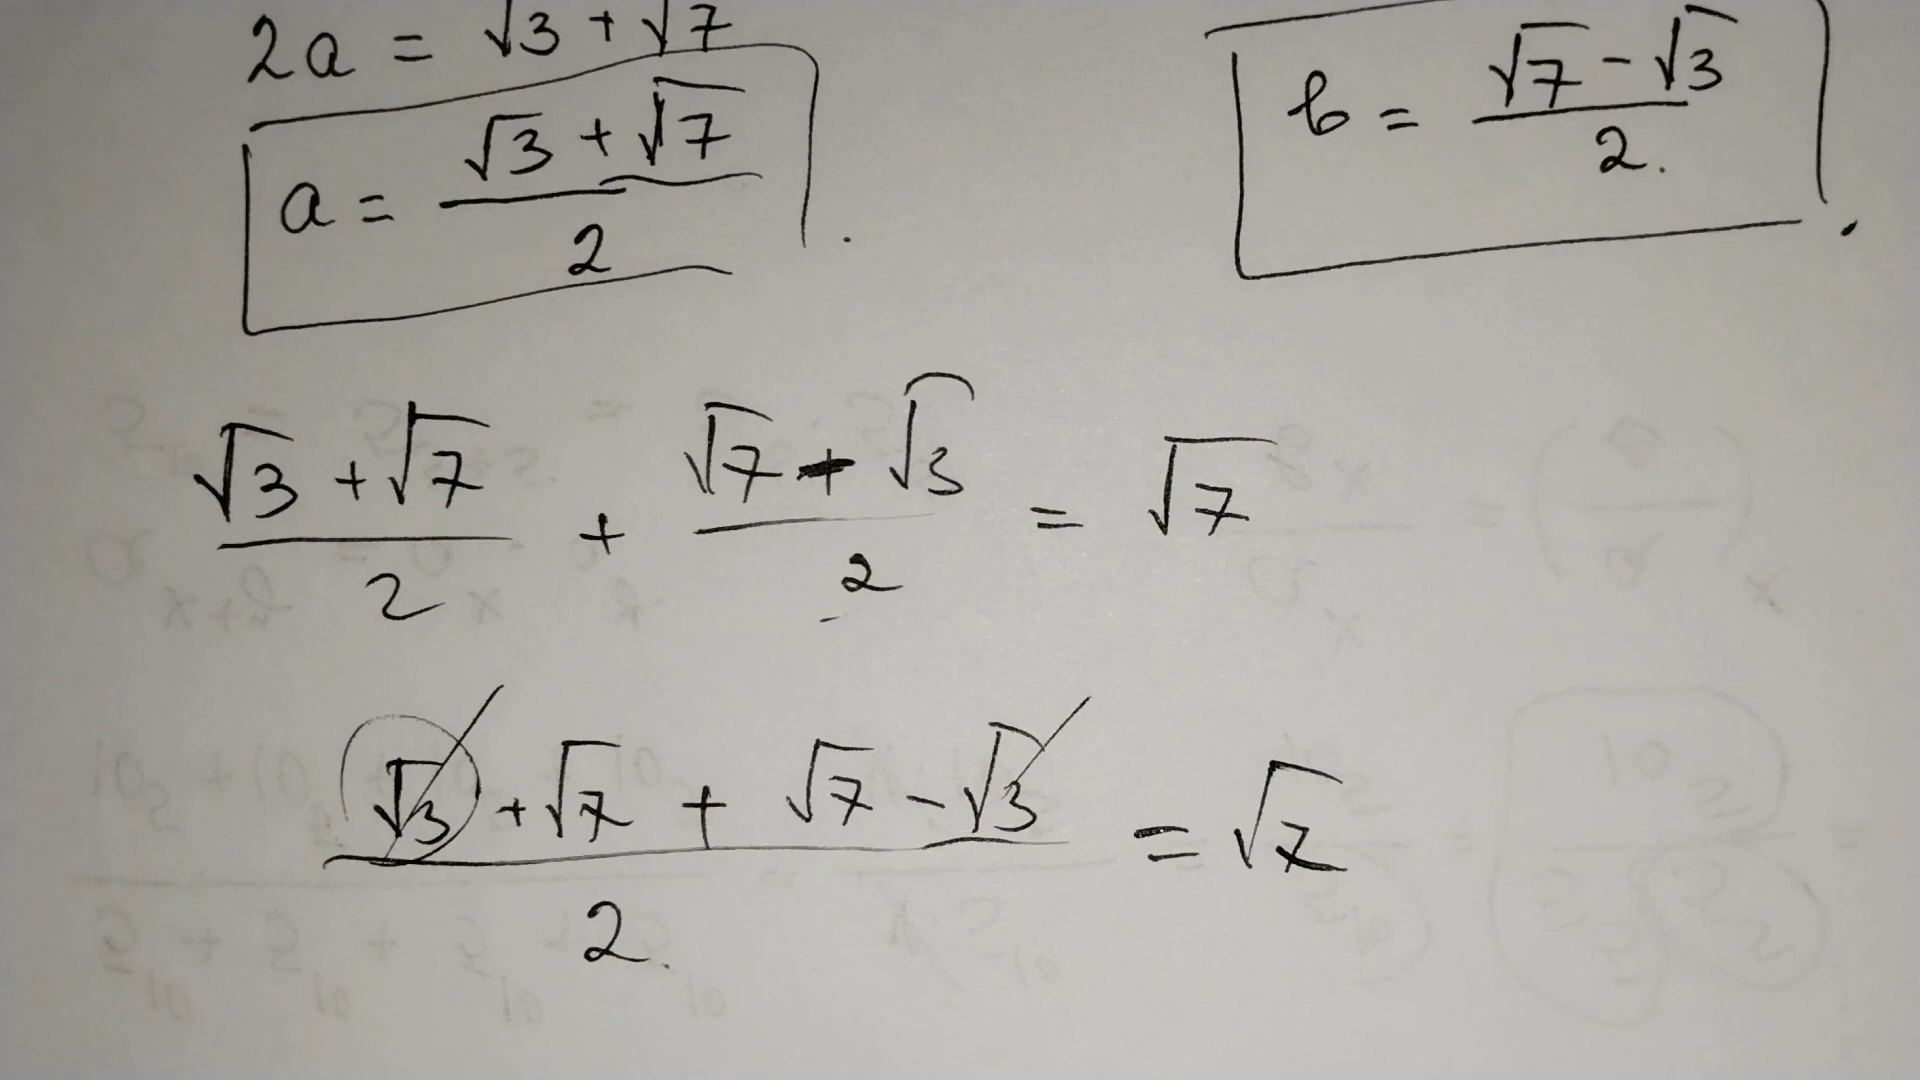 2a = √3 + √7
a = (√3 + √7)/2 .
b = (√7 - √3)/2. .
(√3 + √7)/2 + (√7 - √3)/2 = √7
(√3 + √7 + √7 - √3)/2. = √7